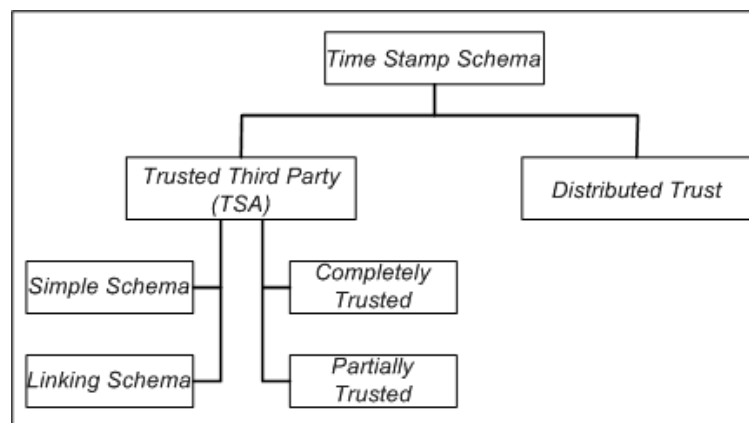 Time Stamp Schema
Trusted Third Party
(TSA)
Distributed Trust
Simple Schema
Completely
Trusted
Linking Schema
Partially
Trusted